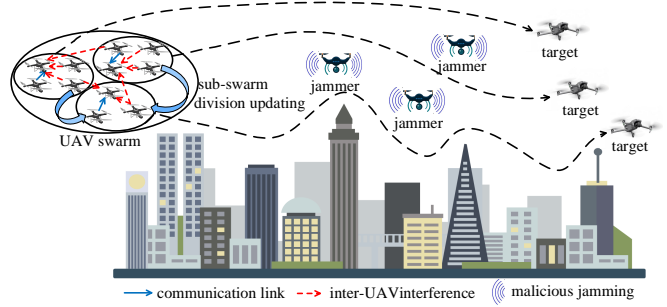 target
jammer
jammer
sub-swarm
division updating
target
jammer
UAV swarm
target
communication link
inter-UAVinterference
malicious jamming